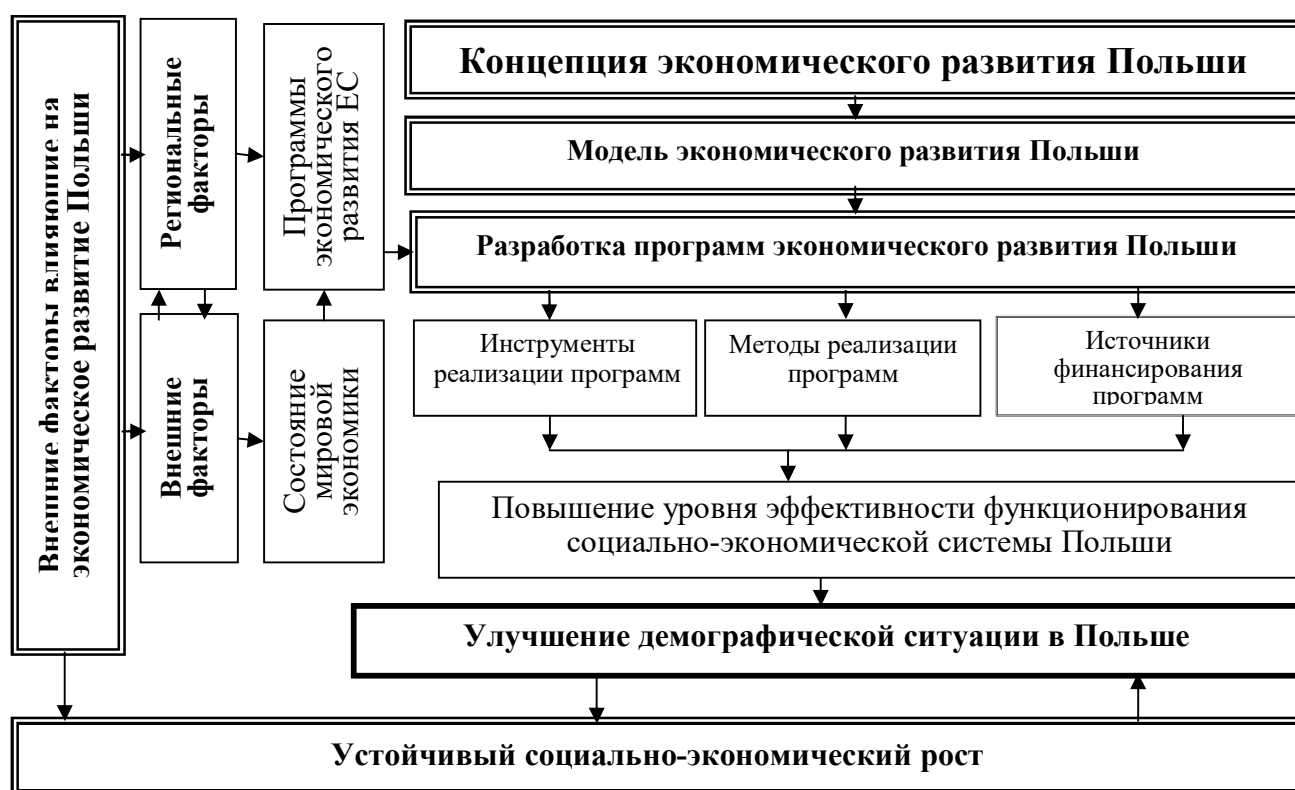 Внешние факторы влияющие на
экономическое развитие Польши
Региональные
факторы
Программы
экономического
развития ЕС
Внешние
факторы
Состояние
мировой
экономики
Концепция экономического развития Польши
Модель экономического развития Польши
Разработка программ экономического развития Польши
Инструменты
реализации программ
Методы реализации
программ
Источники
финансирования
программ
Повышение уровня эффективности функционирования
социально-экономической системы Польши
Улучшение демографической ситуации в Польше
Устойчивый социально-экономический рост